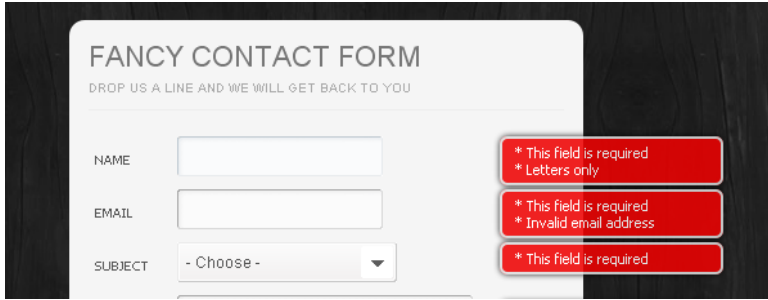 FANCY CONTACT FORM
DROP US A LINE AND WE WILL GET BACK TO YOU
NAME
* This field is required
* Letters only
EMAIL
* This field is required
* Invalid email address
SUBJECT
- Choose -
* This field is required